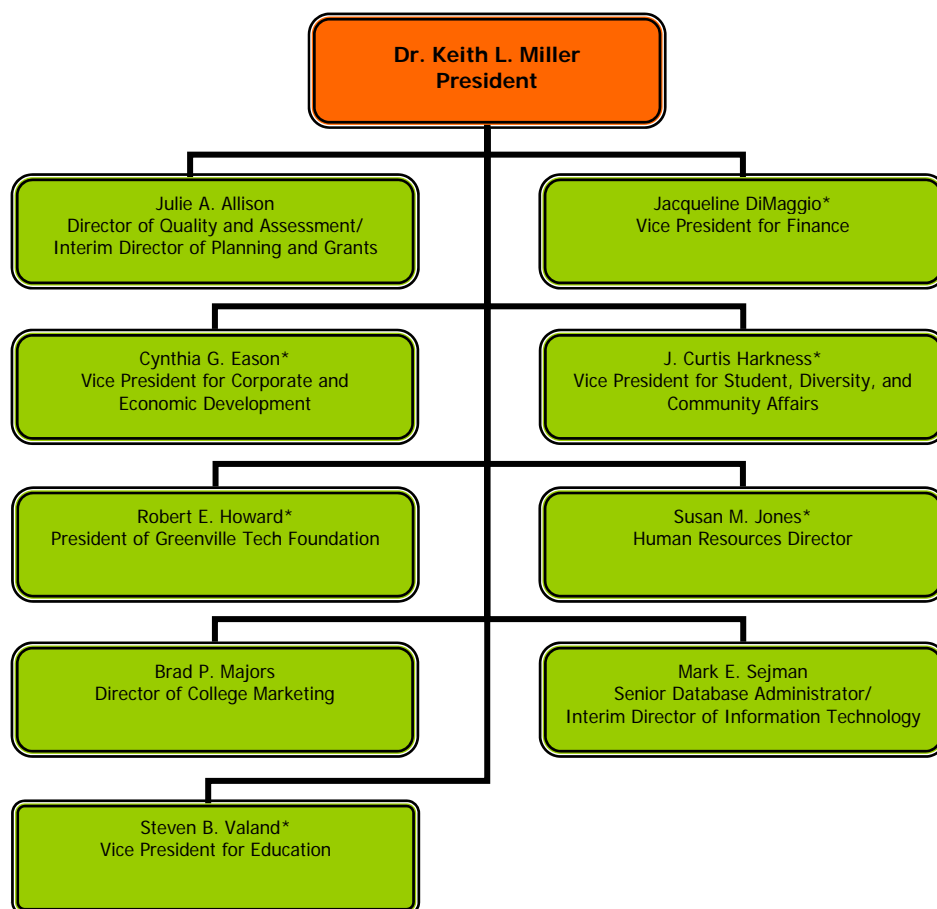 Dr. Keith L. Miller
President
Julie A. Allison
Director of Quality and Assessment/
Interim Director of Planning and Grants
Jacqueline DiMaggio*
Vice President for Finance
Cynthia G. Eason*
Vice President for Corporate and
Economic Development
J. Curtis Harkness*
Vice President for Student, Diversity, and
Community Affairs
Robert E. Howard*
President of Greenville Tech Foundation
Susan M. Jones*
Human Resources Director
Brad P. Majors
Director of College Marketing
Mark E. Sejman
Senior Database Administrator/
Interim Director of Information Technology
Steven B. Valand*
Vice President for Education